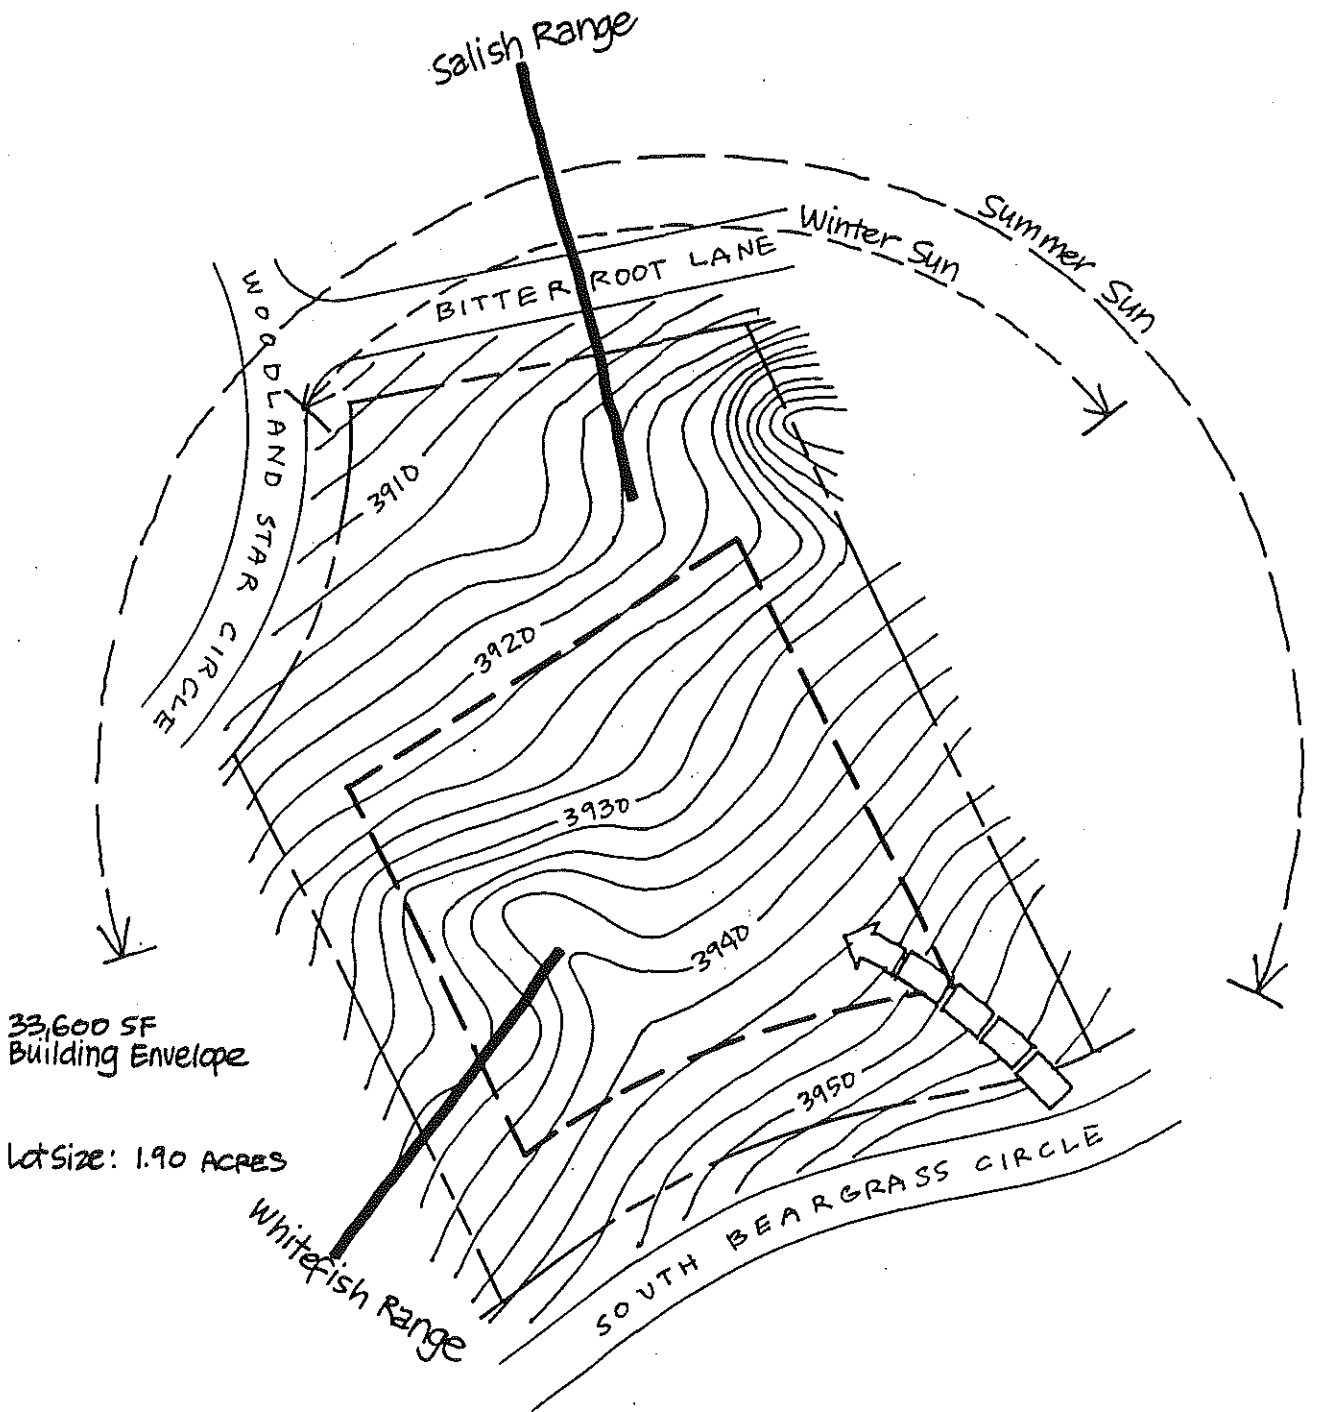 Salish Range
Summer Sun
Winter Sun
BITTER ROOT LANE
WOODLAND STAR CIRCLE
3910
3920
3930
3940
33,600 SF
Building Envelope
3950
Lot Size: 1.90 ACRES
SOUTH BEARGRASS CIRCLE
Whitefish Range